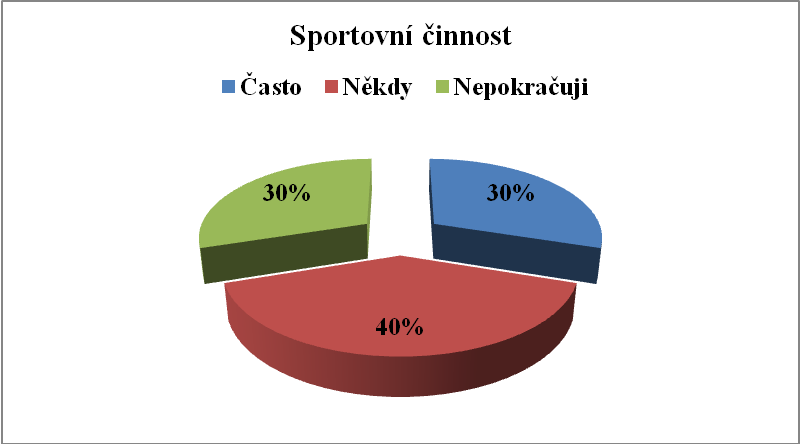 Sportovní činnost
Často Někdy Nepokračuji
30% 30%
40%